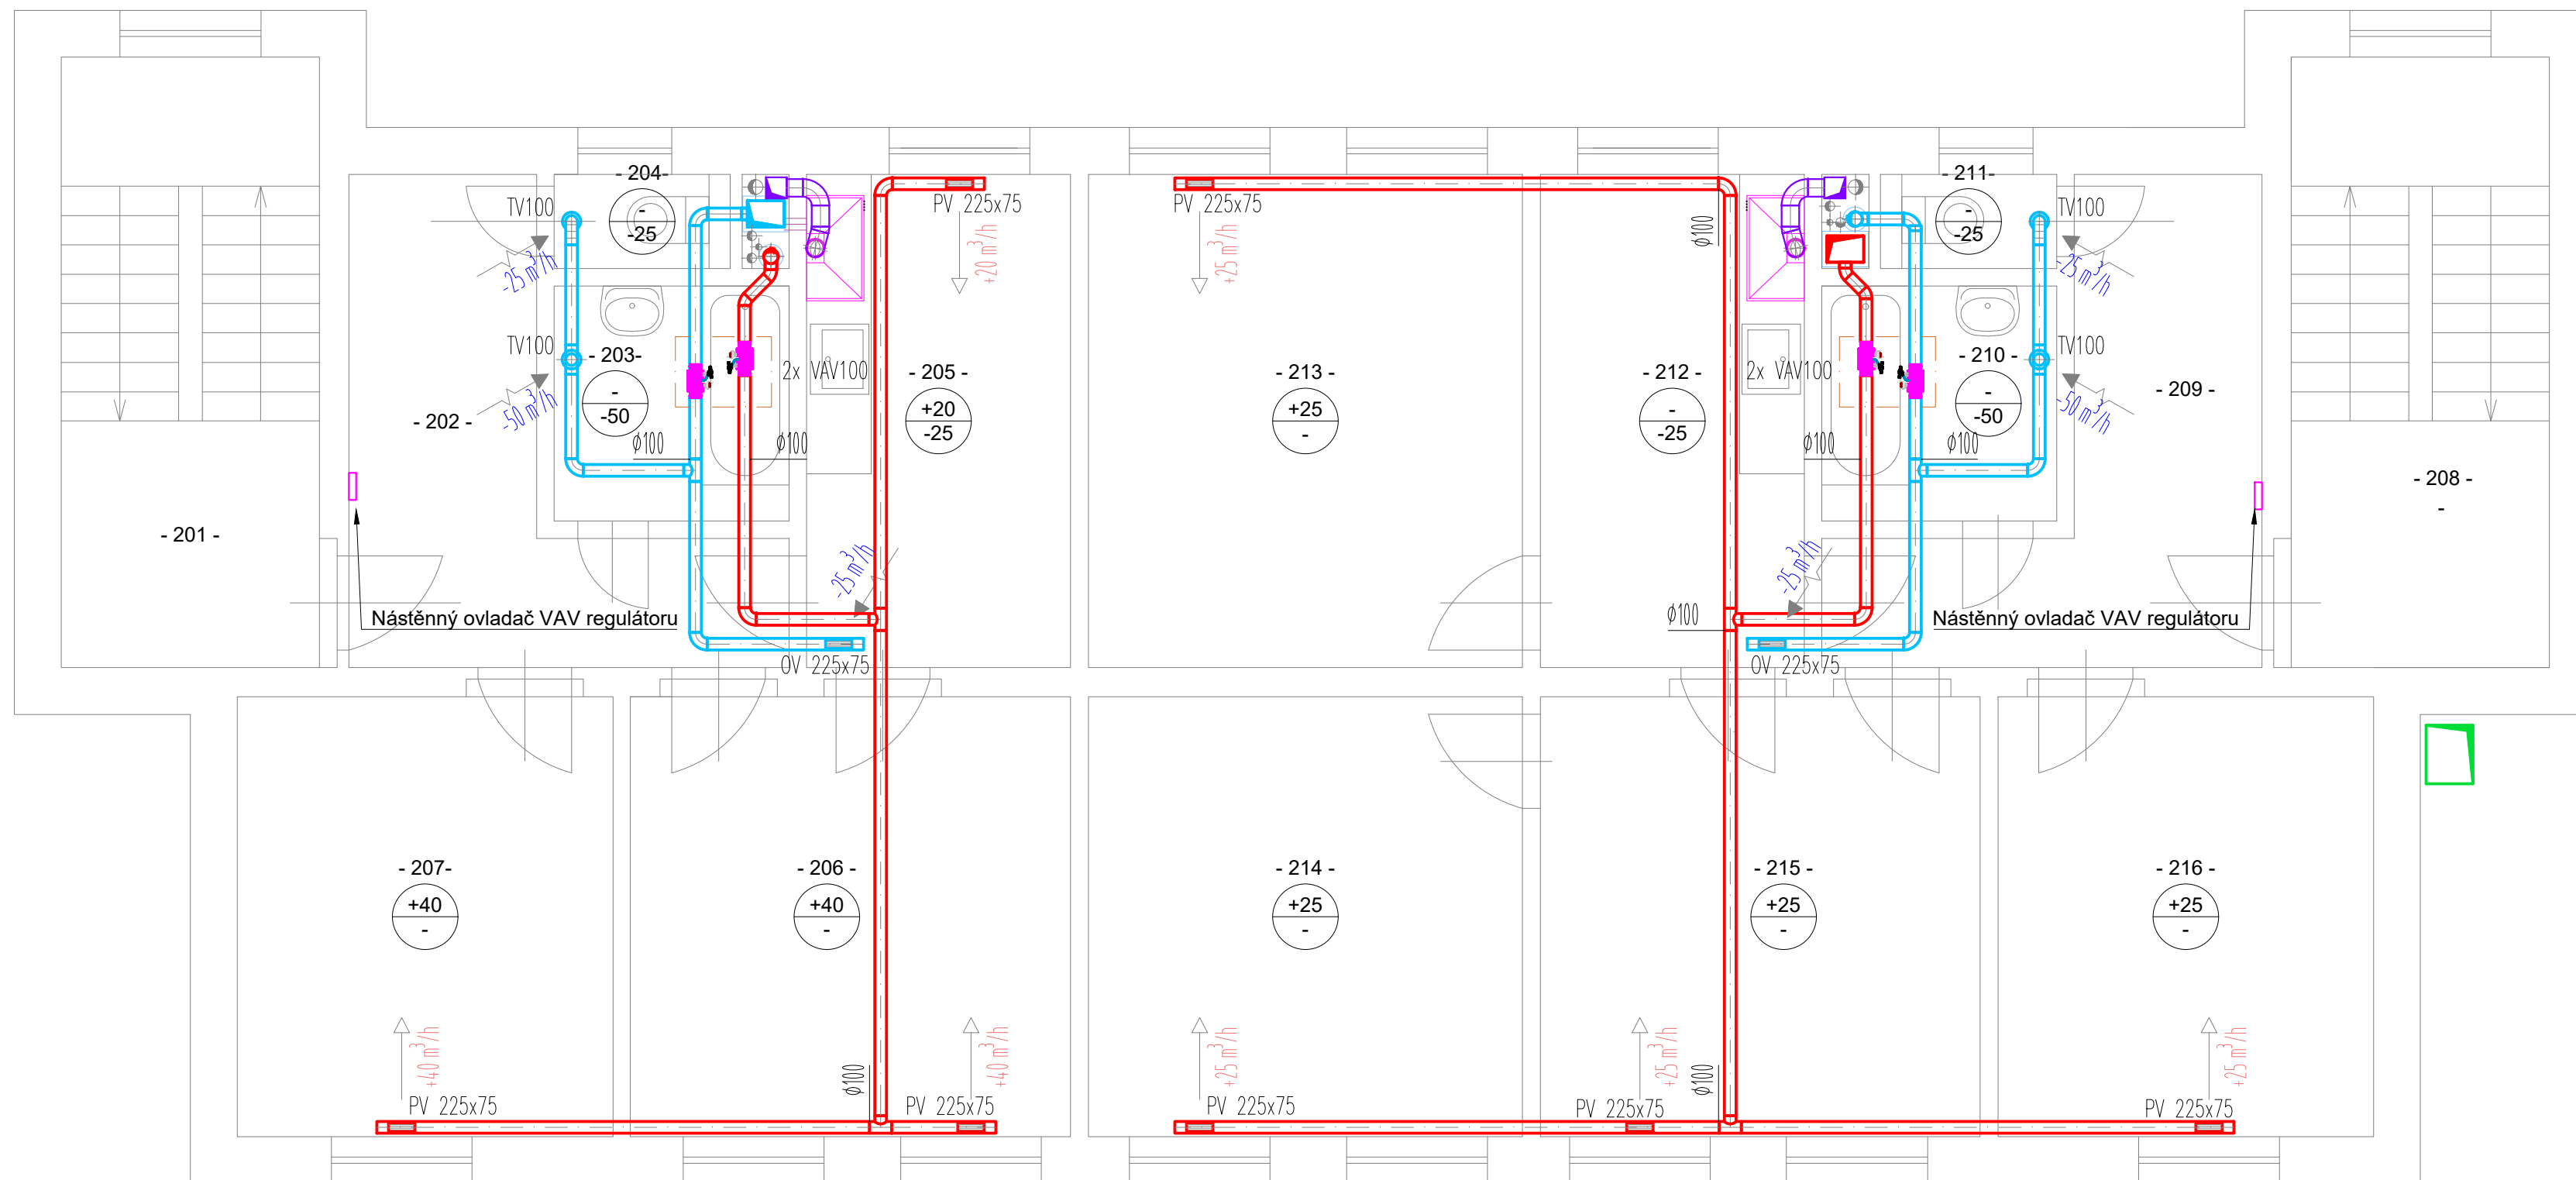 - 204-
-
-25
- 211-
-
-25
TV100
TV100
PV 225x75
PV 225x75
+20 m³/h
+25 m³/h
ϕ100
-25 m³/h
-25 m³/h
TV100
- 203-
-
-50
2x VAV100
- 205 -
+20
-25
- 213 -
+25
-
- 212 -
-
-25
2x VAV100
- 210 -
-
-50
TV100
- 209 -
- 202 -
-50 m³/h
-50 m³/h
ϕ100
ϕ100
ϕ100
ϕ100
- 208 -
-
- 201 -
-25 m³/h
-25 m³/h
Nástěnný ovladač VAV regulátoru
ϕ100
Nástěnný ovladač VAV regulátoru
OV 225x75
OV 225x75
- 207-
+40
-
- 206 -
+40
-
- 214 -
+25
-
- 215 -
+25
-
- 216 -
+25
-
+40 m³/h
+40 m³/h
+25 m³/h
+25 m³/h
+25 m³/h
ϕ100
ϕ100
PV 225x75
PV 225x75
PV 225x75
PV 225x75
PV 225x75